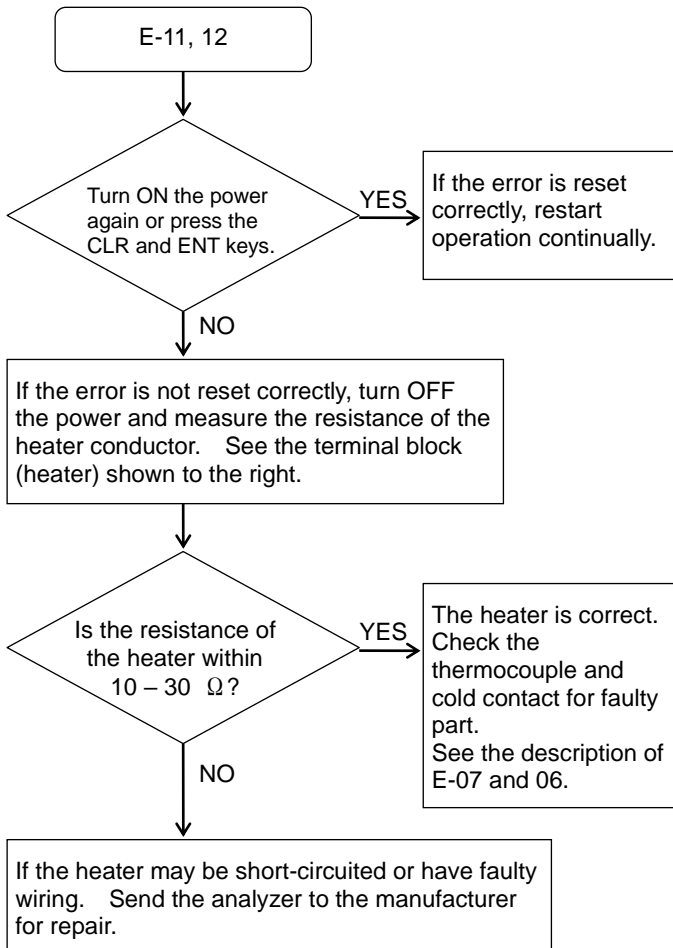 E-11, 12
Turn ON the power
again or press the
CLR and ENT keys.
YES
If the error is reset
correctly, restart
operation continually.
NO
If the error is not reset correctly, turn OFF
the power and measure the resistance of the
heater conductor. See the terminal block
(heater) shown to the right.
Is the resistance of
the heater within
10 – 30 Ω?
YES
The heater is correct.
Check the
thermocouple and
cold contact for faulty
part.
See the description of
E-07 and 06.
NO
If the heater may be short-circuited or have faulty
wiring. Send the analyzer to the manufacturer
for repair.